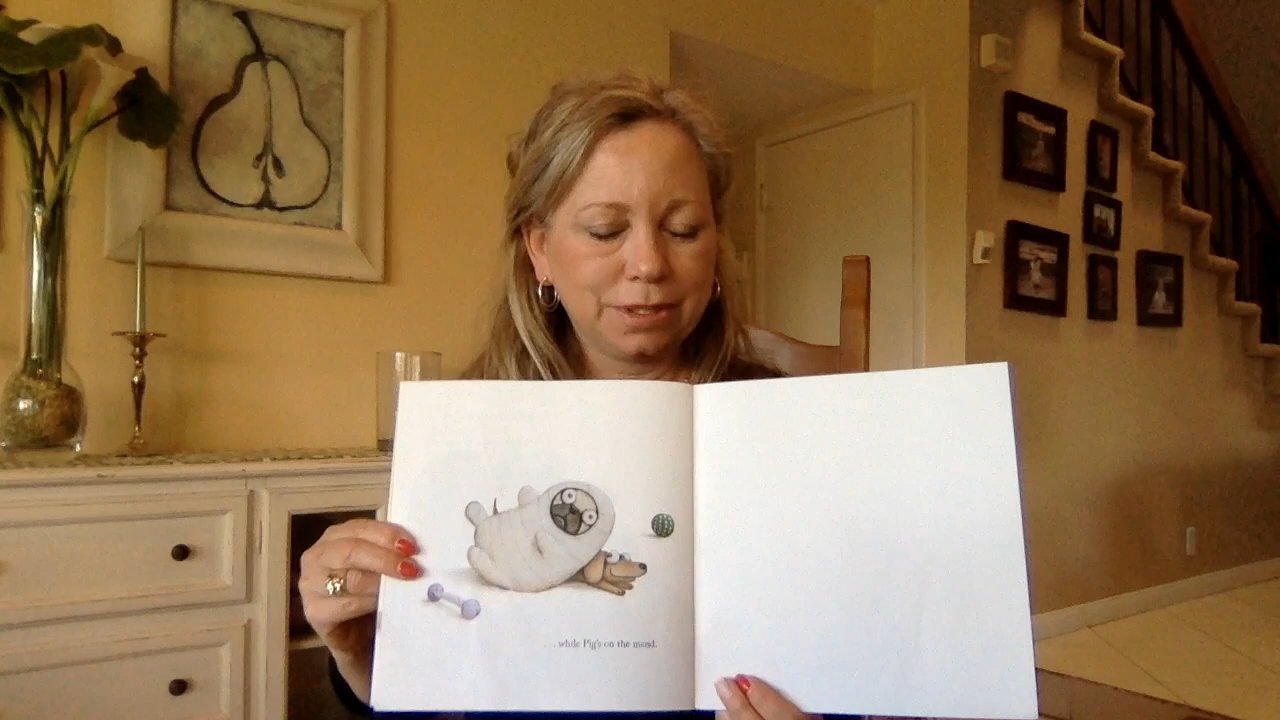 . . . while Pig's on the mend.